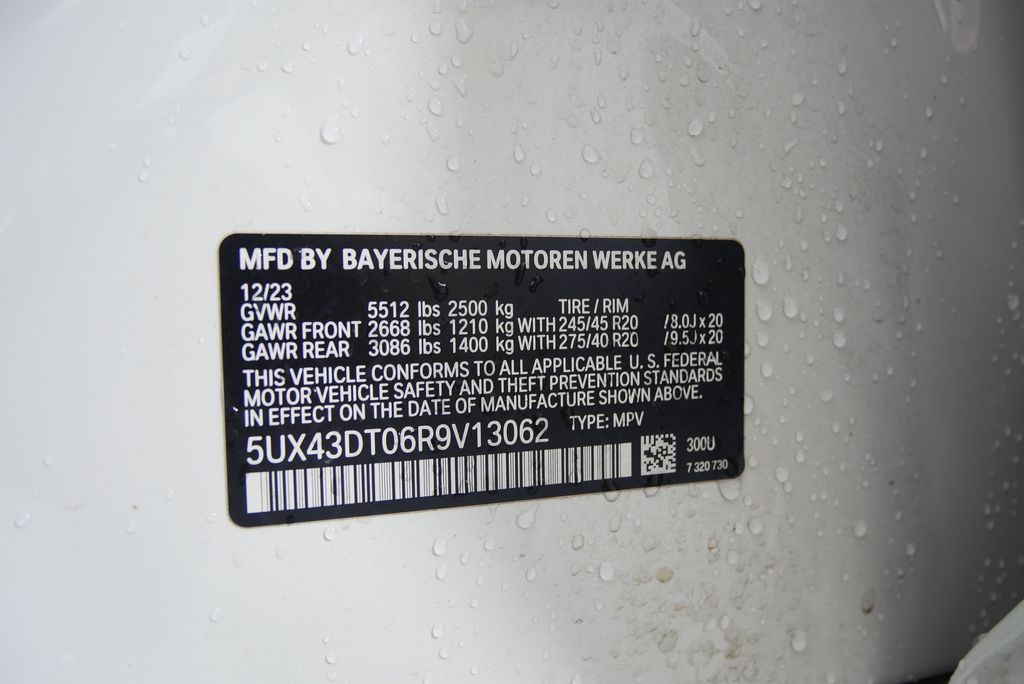 MFD BY BAYERISCHE MOTOREN WERKE AG
12/23
GVWR 5512 lbs 2500 kg TIRE / RIM
GAWR FRONT 2668 lbs 1210 kg WITH 245/45 R20 / 8.0J x 20
GAWR REAR 3086 lbs 1400 kg WITH 275/40 R20 / 9.5J x 20
THIS VEHICLE CONFORMS TO ALL APPLICABLE U. S. FEDERAL
MOTOR VEHICLE SAFETY AND THEFT PREVENTION STANDARDS
IN EFFECT ON THE DATE OF MANUFACTURE SHOWN ABOVE.
5UX43DT06R9V13062 TYPE: MPV
300U
7 320 730